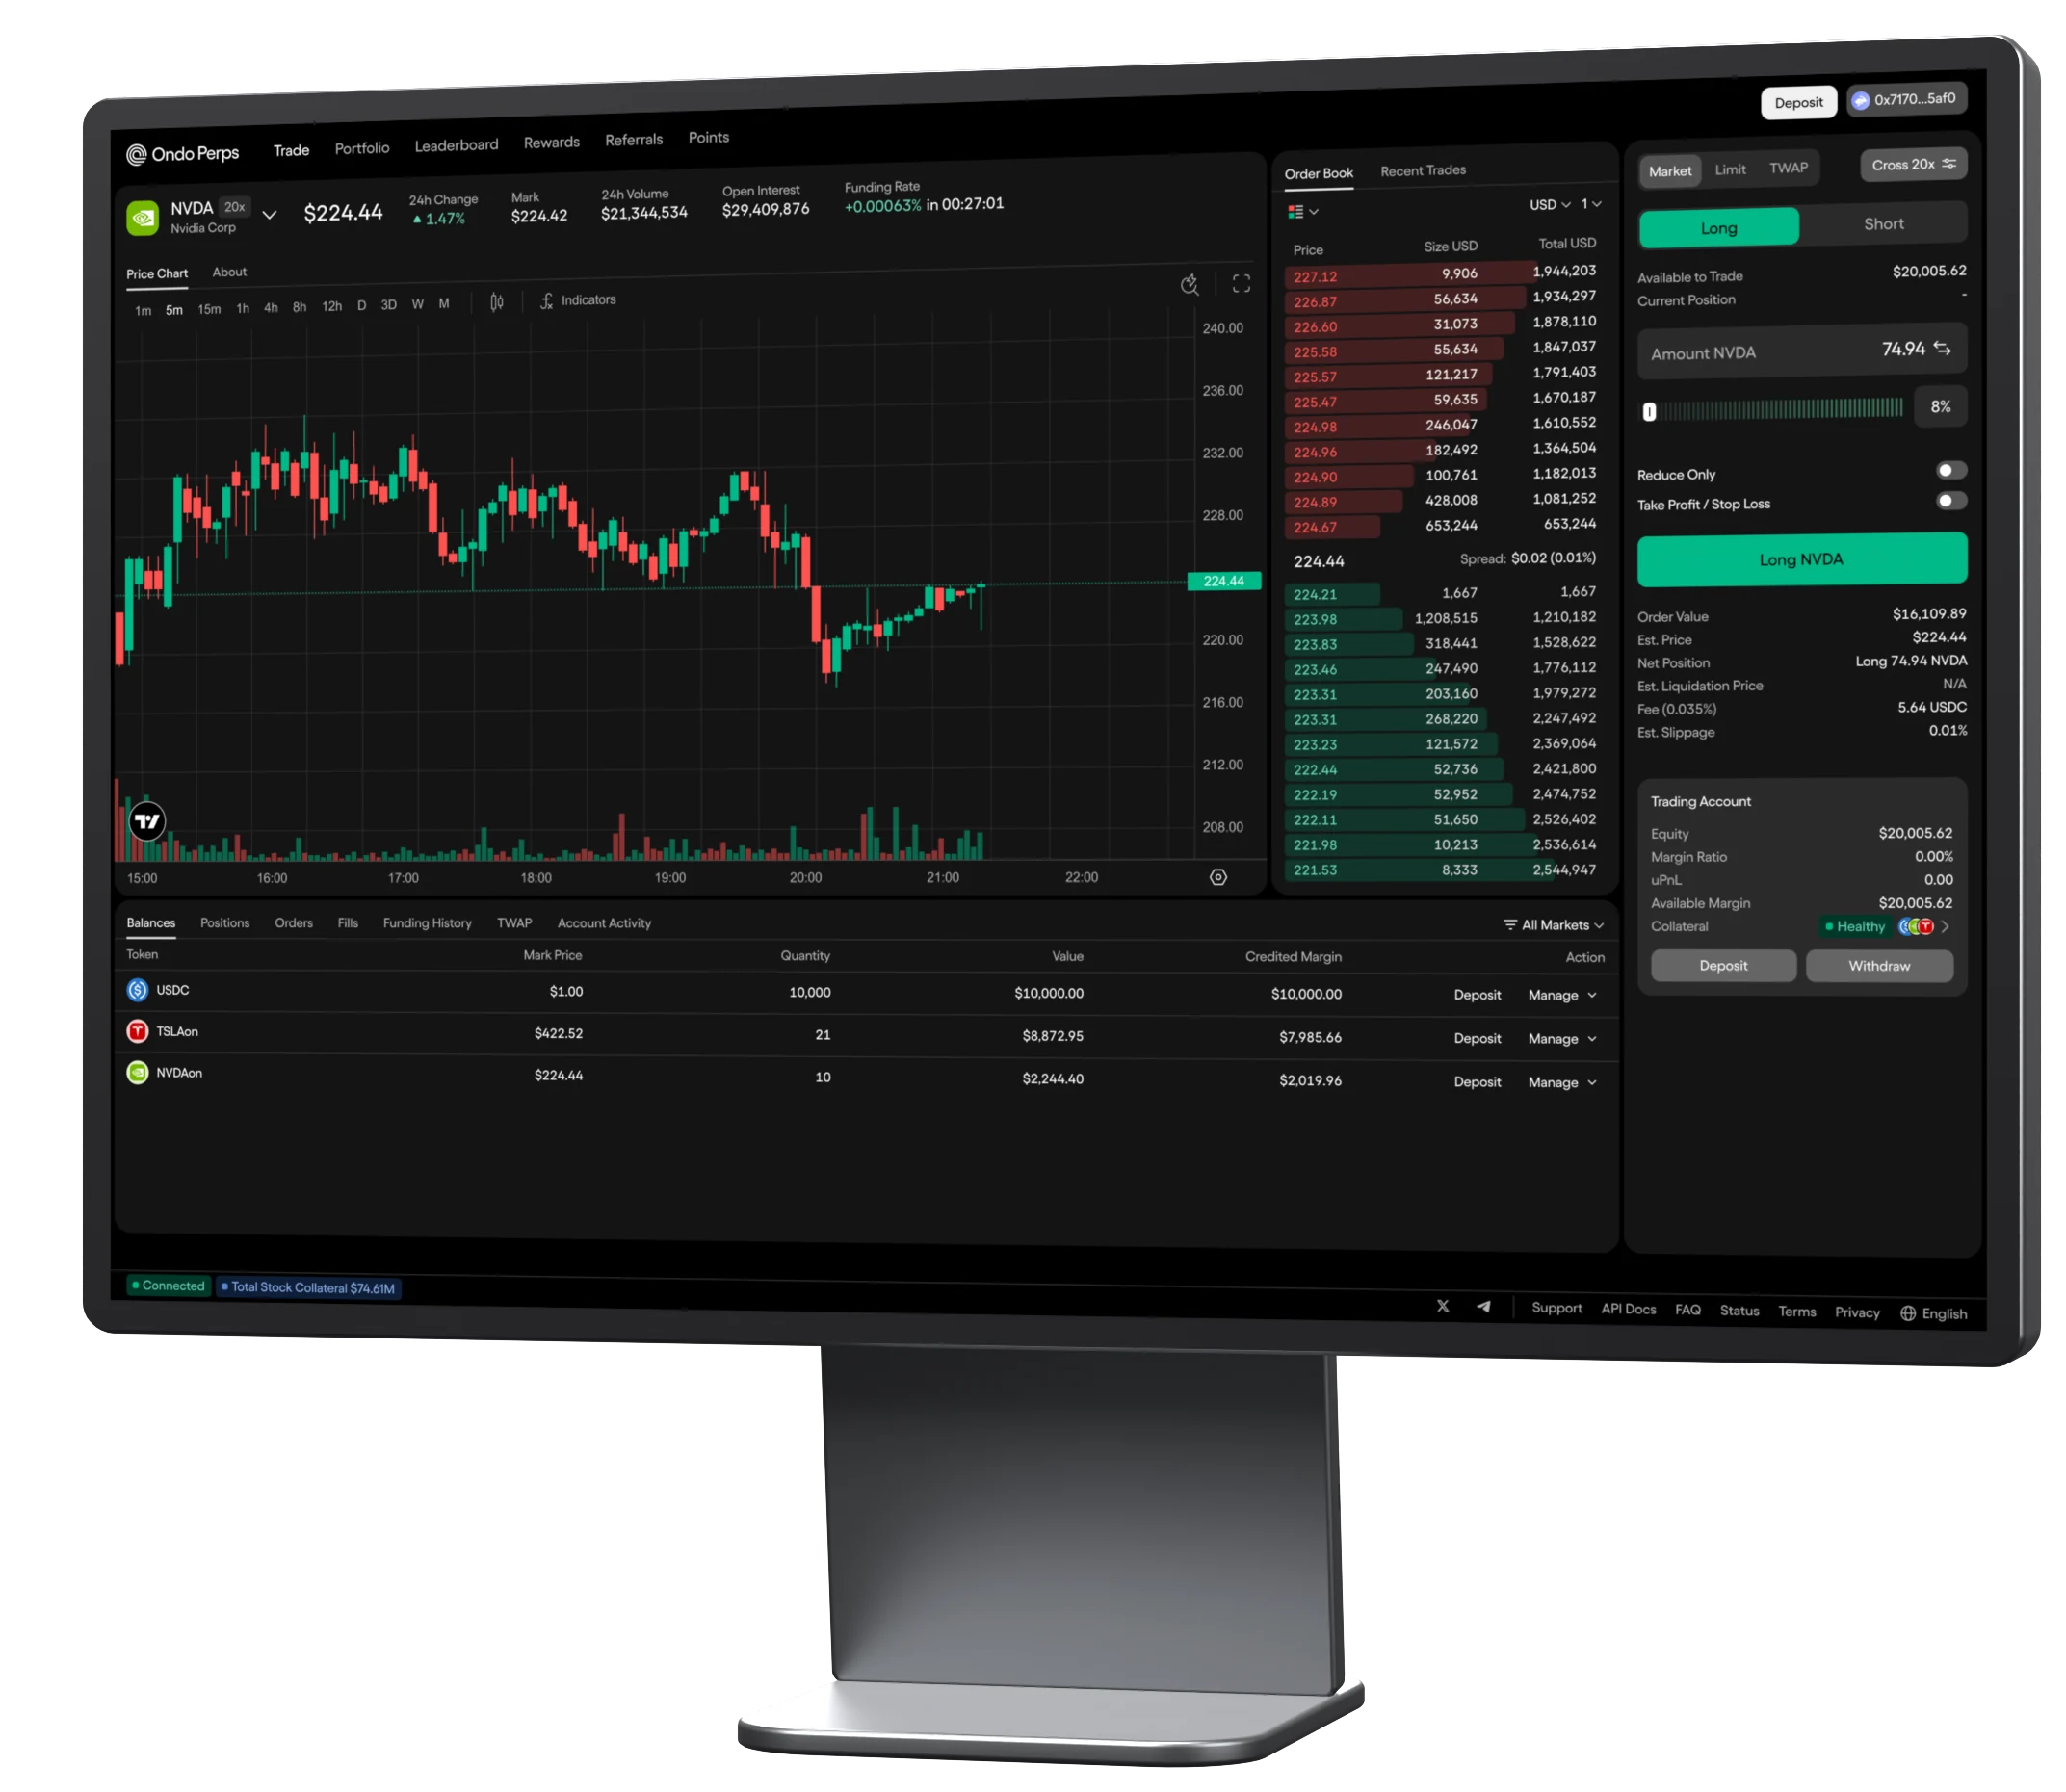 Ondo Perps Trade Portfolio Leaderboard Rewards Referrals Points Deposit 0x7170...5af0
NVDA 20x
Nvidia Corp
$224.44
24h Change
1.47%
Mark
$224.42
24h Volume
$21,344,534
Open Interest
$29,409,876
Funding Rate
+0.00063% in 00:27:01
Price Chart About
1m 5m 15m 1h 4h 8h 12h D 3D W M Indicators
240.00
236.00
232.00
228.00
224.44
220.00
216.00
212.00
208.00
15:00 16:00 17:00 18:00 19:00 20:00 21:00 22:00
Order Book Recent Trades
USD 1
Price Size USD Total USD
227.12 9,906 1,944,203
226.87 56,634 1,934,297
226.60 31,073 1,878,110
225.58 55,634 1,847,037
225.57 121,217 1,791,403
225.47 59,635 1,670,187
224.98 246,047 1,610,552
224.96 182,492 1,364,504
224.90 100,761 1,182,013
224.89 428,008 1,081,252
224.67 653,244 653,244
224.44 Spread: $0.02 (0.01%)
224.21 1,667 1,667
223.98 1,208,515 1,210,182
223.83 318,441 1,528,622
223.46 247,490 1,776,112
223.31 203,160 1,979,272
223.31 268,220 2,247,492
223.23 121,572 2,369,064
222.44 52,736 2,421,800
222.19 52,952 2,474,752
222.11 51,650 2,526,402
221.98 10,213 2,536,614
221.53 8,333 2,544,947
Market Limit TWAP Cross 20x
Long Short
Available to Trade $20,005.62
Current Position -
Amount NVDA 74.94
8%
Reduce Only
Take Profit / Stop Loss
Long NVDA
Order Value $16,109.89
Est. Price $224.44
Net Position Long 74.94 NVDA
Est. Liquidation Price N/A
Fee (0.035%) 5.64 USDC
Est. Slippage 0.01%
Trading Account
Equity $20,005.62
Margin Ratio 0.00%
uPnL 0.00
Available Margin $20,005.62
Collateral Healthy
Deposit Withdraw
Balances Positions Orders Fills Funding History TWAP Account Activity All Markets
Token Mark Price Quantity Value Credited Margin Action
USDC $1.00 10,000 $10,000.00 $10,000.00 Deposit Manage
TSLAon $422.52 21 $8,872.95 $7,985.66 Deposit Manage
NVDAon $224.44 10 $2,244.40 $2,019.96 Deposit Manage
Connected Total Stock Collateral $74.61M
Support API Docs FAQ Status Terms Privacy English